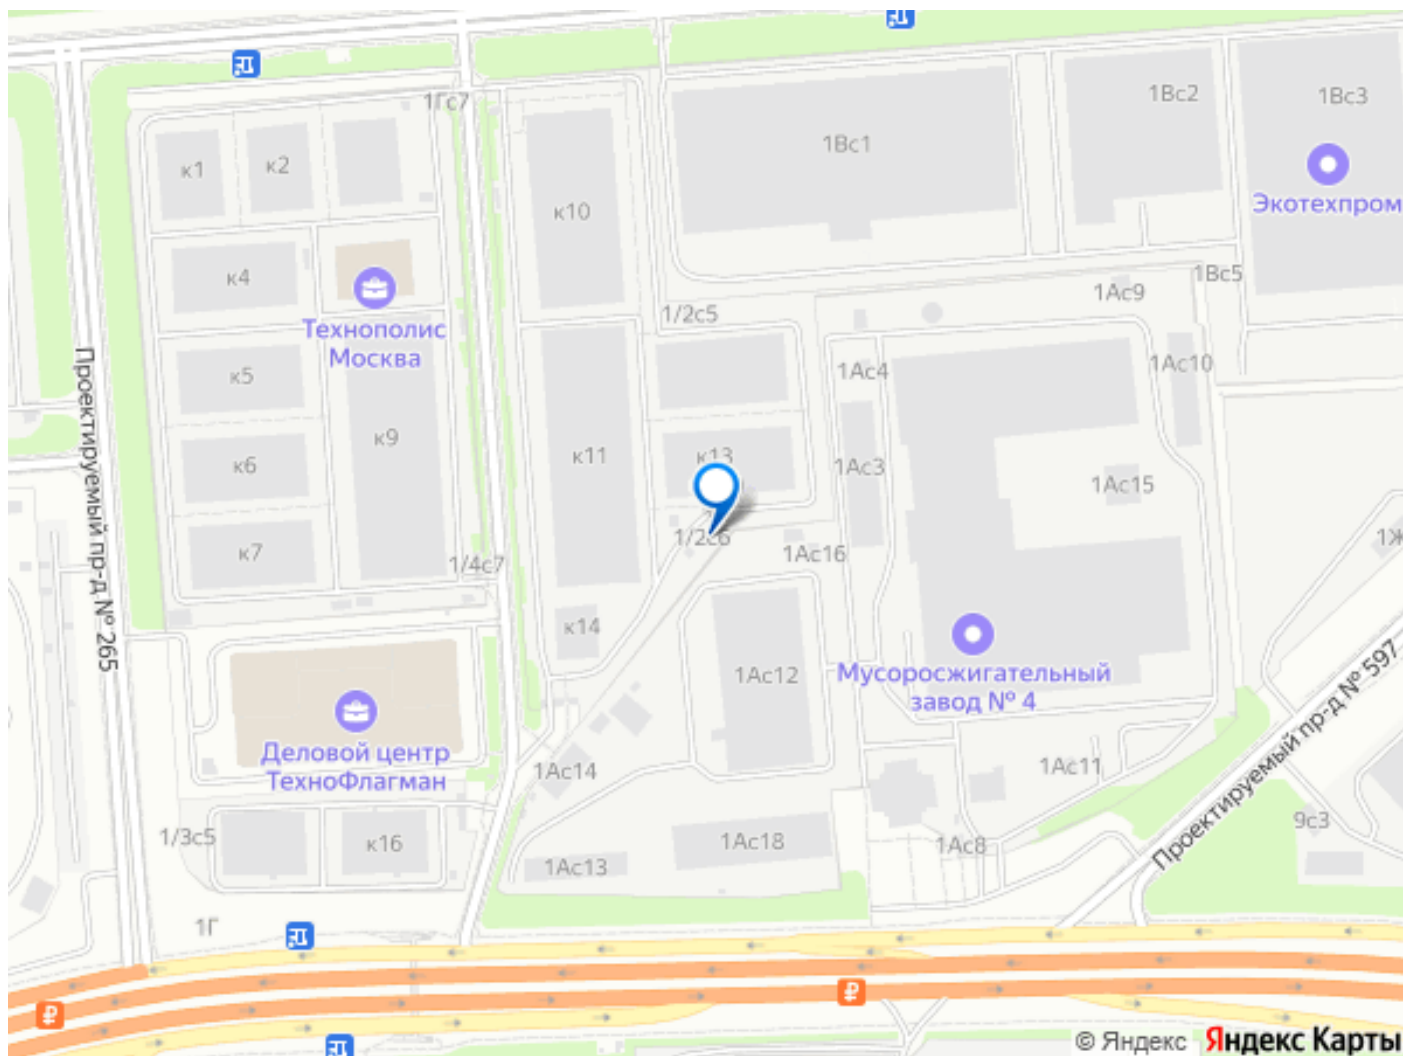 1Гс7
1Вс2
1Вс3
1Вс1
к1
к2
Экотехпром
к10
к4
1Вс5
1Ас9
1/2с5
Технополис
Москва
к5
1Ас4
1Ас10
Проектируемый пр-д № 265
к9
к6
к11
к13
1Ас3
1Ас15
1/2с6
1Ас16
1Ж
к7
1/4с7
к14
1Ас12
Мусоросжигательный
завод № 4
Проектируемый пр-д № 597
Деловой центр
ТехноФлагман
1Ас14
1Ас11
1/3с5
к16
1Ас13
1Ас18
1Ас8
9с3
1Г
₽
₽
© Яндекс
Яндекс Карты